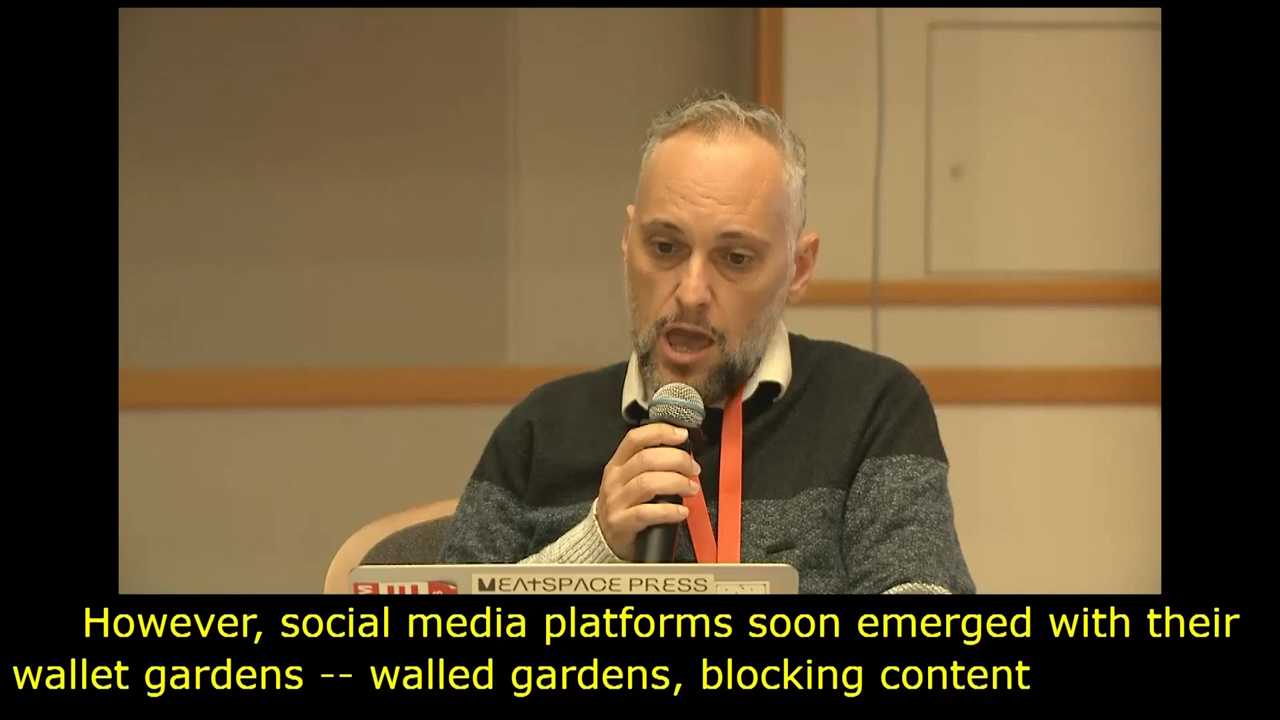 MEATSPACE PRESS
However, social media platforms soon emerged with their
wallet gardens -- walled gardens, blocking content